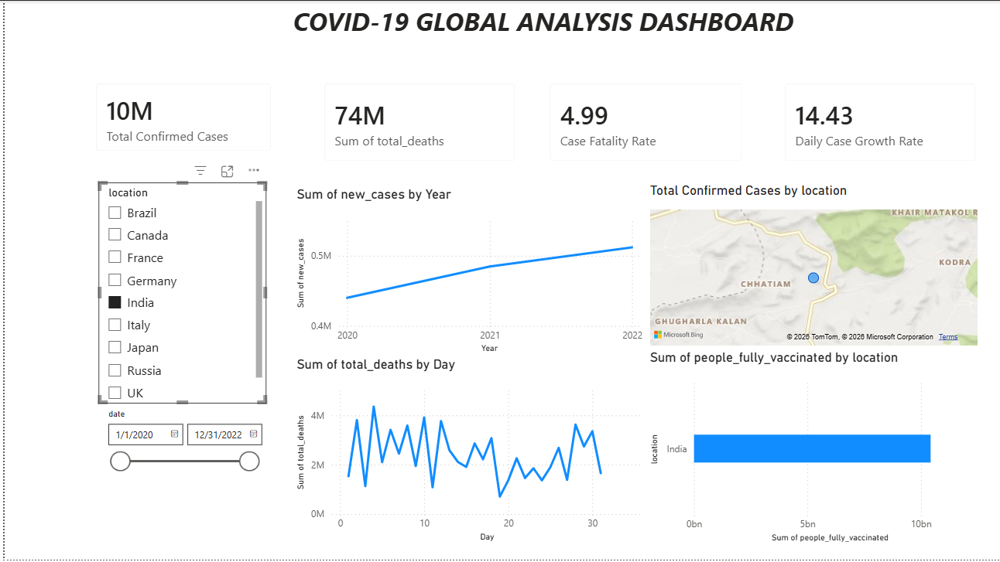 COVID-19 GLOBAL ANALYSIS DASHBOARD
10M
Total Confirmed Cases
74M
Sum of total_deaths
4.99
Case Fatality Rate
14.43
Daily Case Growth Rate
location
Brazil
Canada
France
Germany
India
Italy
Japan
Russia
UK
date
1/1/2020
12/31/2022
Sum of new_cases by Year
Sum of new_cases
0.5M
0.4M
2020
2021
2022
Year
Total Confirmed Cases by location
KHAIR MATAKOL R
KODRA
CHHATIAM
GHUGHARLA KALAN
Microsoft Bing
© 2026 TomTom, © 2026 Microsoft Corporation Terms
Sum of total_deaths by Day
Sum of total_deaths
4M
2M
0M
0
10
20
30
Day
Sum of people_fully_vaccinated by location
location
India
0bn
5bn
10bn
Sum of people_fully_vaccinated